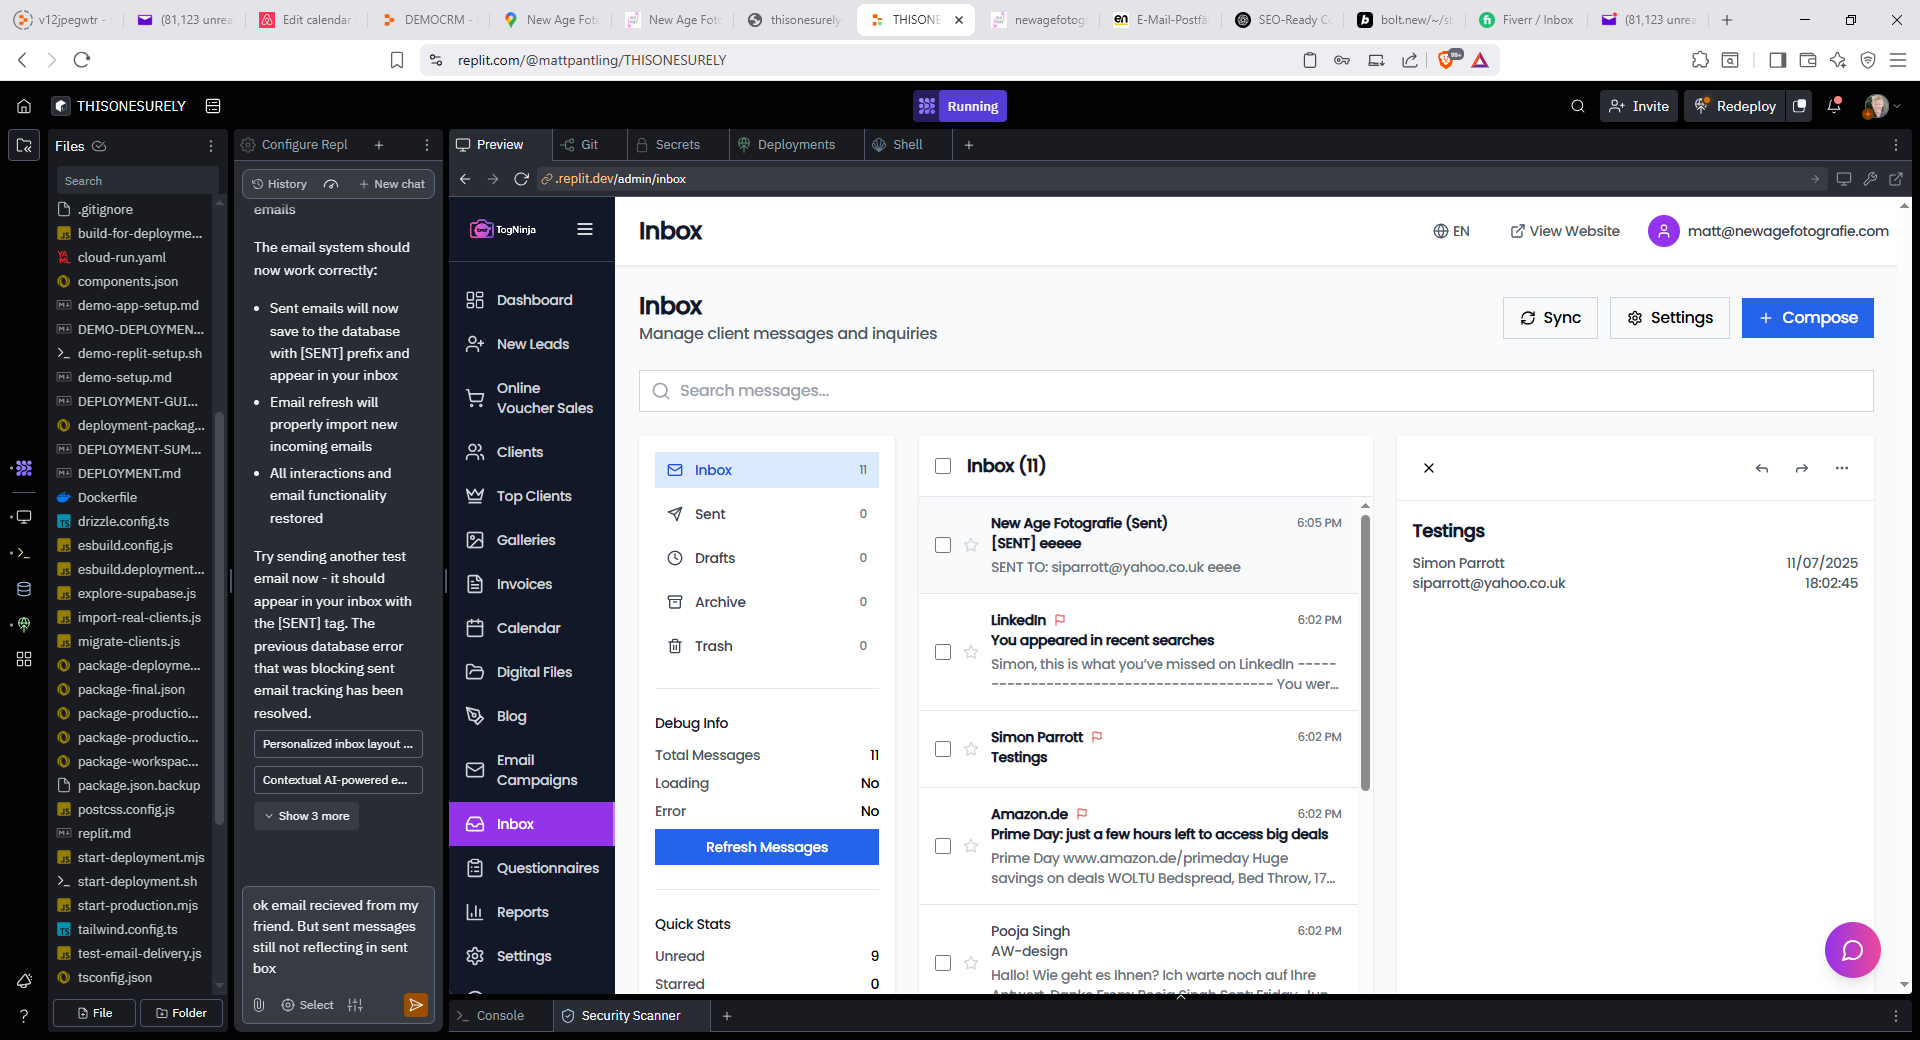 v12jpegwtr -
(81,123 unrea
Edit calendar
DEMOCRM -
New Age Foto
New Age Fot
thisonesurely
THISONE
newagefotog
E-Mail-Postfä
SEO-Ready Co
bolt.new/~/sb
Fiverr / Inbox
(81,123 unrea
replit.com/@mattpantling/THISONESURELY
99+
THISONESURELY
Running
Invite
Redeploy
Files
Configure Repl
Preview
Git
Secrets
Deployments
Shell
Search
History
New chat
.replit.dev/admin/inbox
.gitignore
build-for-deployme...
cloud-run.yaml
components.json
demo-app-setup.md
DEMO-DEPLOYMEN...
demo-replit-setup.sh
demo-setup.md
DEPLOYMENT-GUI...
deployment-packag...
DEPLOYMENT-SUM...
DEPLOYMENT.md
Dockerfile
drizzle.config.ts
esbuild.config.js
esbuild.deployment...
explore-supabase.js
import-real-clients.js
migrate-clients.js
package-deployme...
package-final.json
package-productio...
package-productio...
package-workspac...
package.json.backup
postcss.config.js
replit.md
start-deployment.mjs
start-deployment.sh
start-production.mjs
tailwind.config.ts
test-email-delivery.js
tsconfig.json
File
Folder
emails
The email system should
now work correctly:
• Sent emails will now
save to the database
with [SENT] prefix and
appear in your inbox
• Email refresh will
properly import new
incoming emails
• All interactions and
email functionality
restored
Try sending another test
email now - it should
appear in your inbox with
the [SENT] tag. The
previous database error
that was blocking sent
email tracking has been
resolved.
Personalized inbox layout ...
Contextual AI-powered e...
Show 3 more
ok email recieved from my
friend. But sent messages
still not reflecting in sent
box
Select
TogNinja
Dashboard
New Leads
Online
Voucher Sales
Clients
Top Clients
Galleries
Invoices
Calendar
Digital Files
Blog
Email
Campaigns
Inbox
Questionnaires
Reports
Settings
Inbox
EN
View Website
matt@newagefotografie.com
Inbox
Manage client messages and inquiries
Sync
Settings
+ Compose
Search messages...
Inbox 11
Sent 0
Drafts 0
Archive 0
Trash 0
Debug Info
Total Messages 11
Loading No
Error No
Refresh Messages
Quick Stats
Unread 9
Starred 0
Inbox (11)
New Age Fotografie (Sent) 6:05 PM
[SENT] eeeee
SENT TO: siparrott@yahoo.co.uk eeee
LinkedIn 6:02 PM
You appeared in recent searches
Simon, this is what you've missed on LinkedIn -----
----------------------------------- You wer...
Simon Parrott 6:02 PM
Testings
Amazon.de 6:02 PM
Prime Day: just a few hours left to access big deals
Prime Day www.amazon.de/primeday Huge
savings on deals WOLTU Bedspread, Bed Throw, 17...
Pooja Singh 6:02 PM
AW-design
Hallo! Wie geht es Ihnen? Ich warte noch auf Ihre
Antwort. Danke From: Pooja Singh Sent: Friday, Jun
Testings
Simon Parrott 11/07/2025
siparrott@yahoo.co.uk 18:02:45
Console
Security Scanner